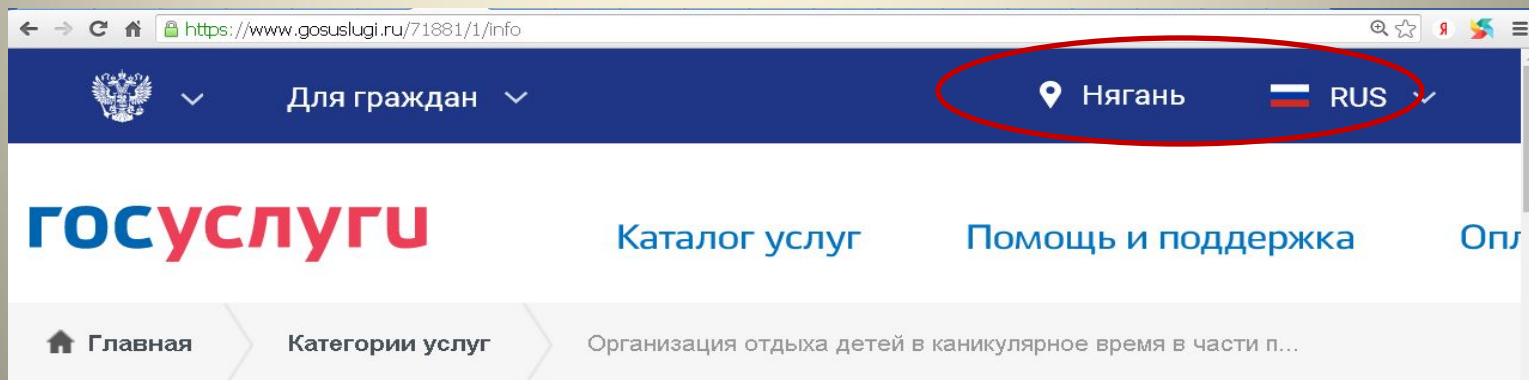 https://www.gosuslugi.ru/71881/1/info
Я
Для граждан Нягань RUS
госуслуги Каталог услуг Помощь и поддержка Опл
Главная Категории услуг Организация отдыха детей в каникулярное время в части п...